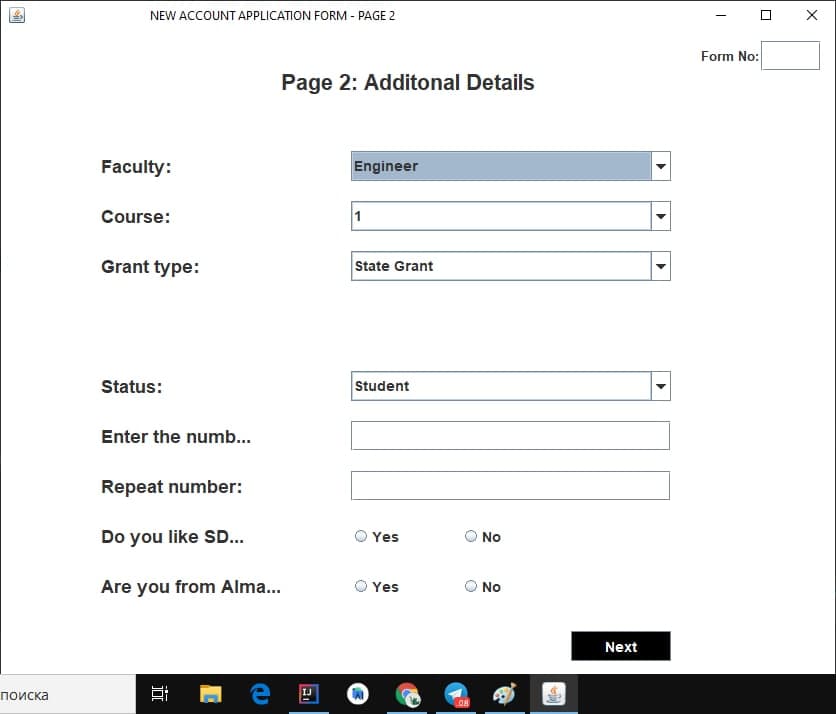 NEW ACCOUNT APPLICATION FORM - PAGE 2
Form No:
Page 2: Additonal Details
Faculty: Engineer
Course: 1
Grant type: State Grant
Status: Student
Enter the numb...
Repeat number:
Do you like SD... Yes No
Are you from Alma... Yes No
Next
поиска
08